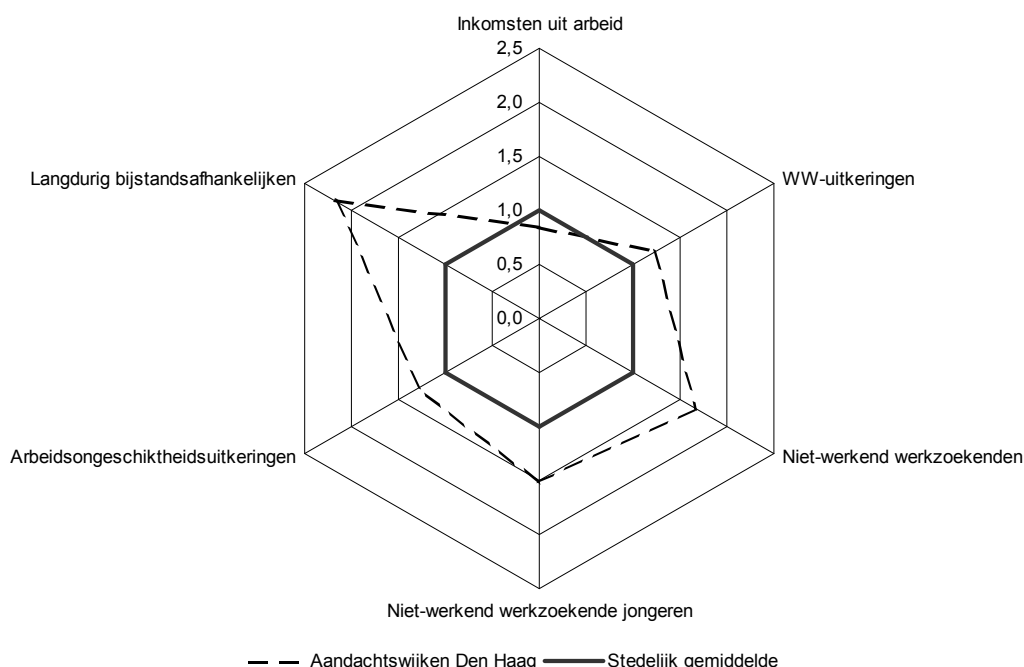 Inkomsten uit arbeid
2,5
2,0
1,5
1,0
0,5
0,0
Langdurig bijstandsafhankelijken
WW-uitkeringen
Arbeidsongeschiktheidsuitkeringen
Niet-werkend werkzoekenden
Niet-werkend werkzoekende jongeren
Aandachtswijken Den Haag
Stedelijk gemiddelde